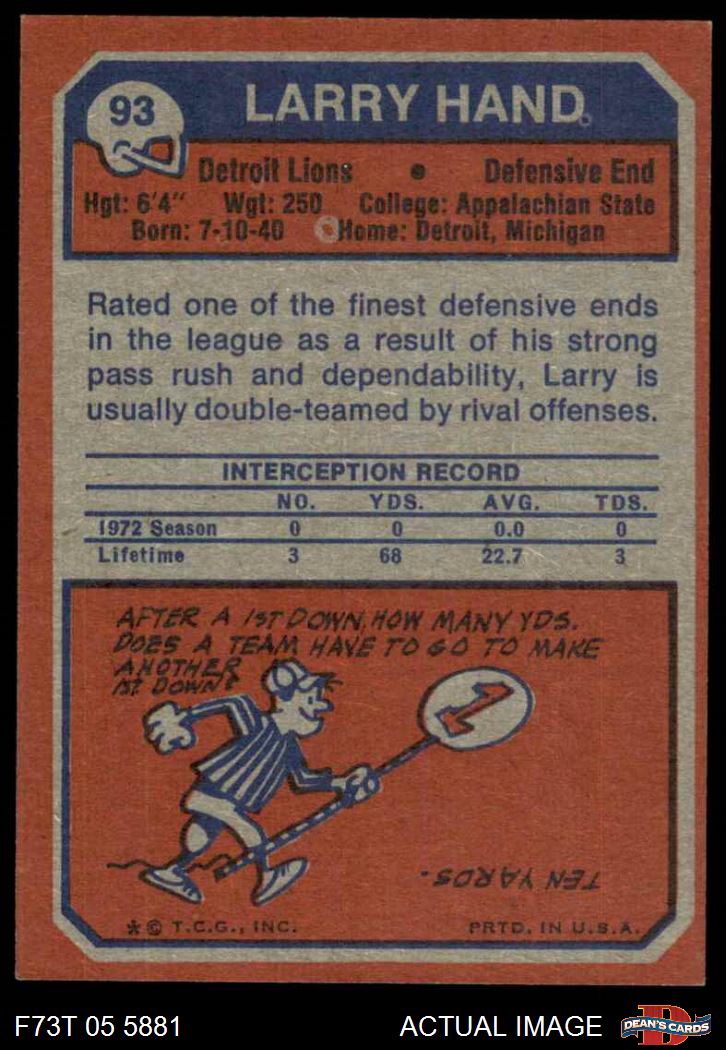 93
LARRY HAND
Detroit Lions • Defensive End
Hgt: 6'4" Wgt: 250 College: Appalachian State
Born: 7-10-40 Home: Detroit, Michigan
Rated one of the finest defensive ends
in the league as a result of his strong
pass rush and dependability, Larry is
usually double-teamed by rival offenses.
INTERCEPTION RECORD
NO. YDS. AVG. TDS.
1972 Season 0 0 0.0 0
Lifetime 3 68 22.7 3
AFTER A 1ST DOWN, HOW MANY YDS.
DOES A TEAM HAVE TO GO TO MAKE
ANOTHER
1ST DOWN?
1
TEN YARDS.
* © T.C.G., INC. PRTD. IN U.S.A.
F73T 05 5881 ACTUAL IMAGE
D
DEAN'S CARDS